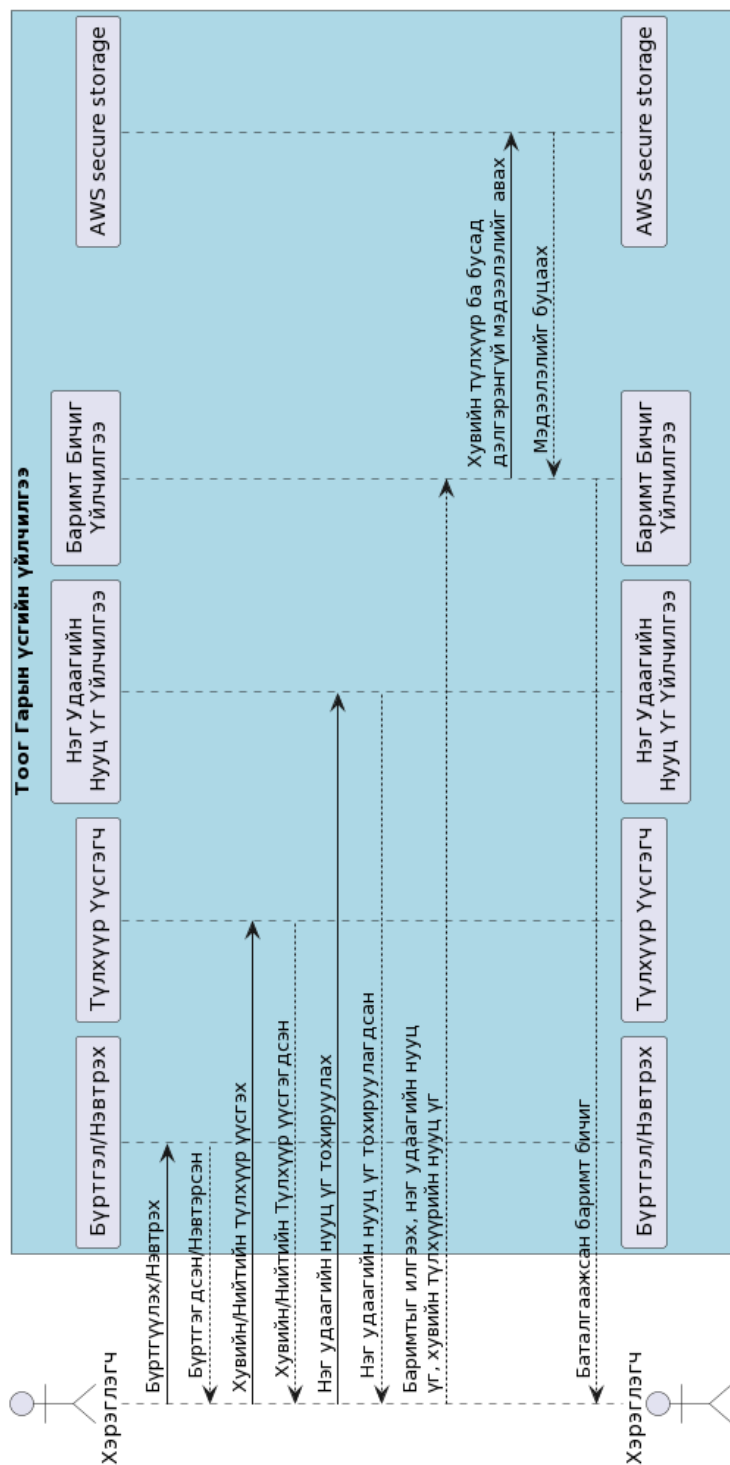 Тоог Гарын үсгийн үйлчилгээ
Хэрэглэгч
Бүртгэл/Нэвтрэх
Түлхүүр Үүсгэгч
Нэг Удаагийн
Нууц Үг Үйлчилгээ
Баримт Бичиг
Үйлчилгээ
AWS secure storage
Бүртгүүлэх/Нэвтрэх
Бүртгэгдсэн/Нэвтэрсэн
Хувийн/Нийтийн түлхүүр үүсгэх
Хувийн/Нийтийн Түлхүүр үүсгэгдсэн
Нэг удаагийн нууц үг тохируулах
Нэг удаагийн нууц үг тохируулагдсан
Баримтыг илгээх, нэг удаагийн нууц
үг, хувийн түлхүүрийн нууц үг
Хувийн түлхүүр ба бусад
дэлгэрэнгүй мэдээлэлийг авах
Мэдээлэлийг буцаах
Баталгаажсан баримт бичиг
Хэрэглэгч
Бүртгэл/Нэвтрэх
Түлхүүр Үүсгэгч
Нэг Удаагийн
Нууц Үг Үйлчилгээ
Баримт Бичиг
Үйлчилгээ
AWS secure storage